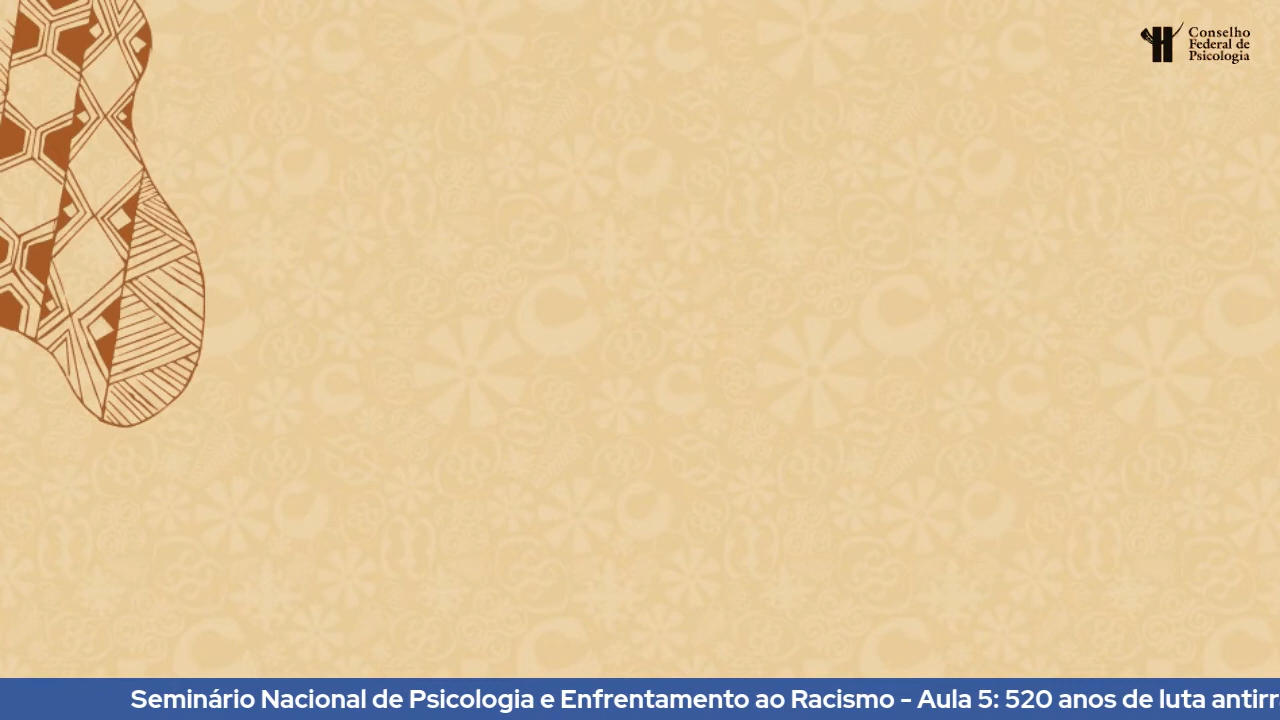 Conselho
Federal de
Psicologia
Seminário Nacional de Psicologia e Enfrentamento ao Racismo - Aula 5: 520 anos de luta